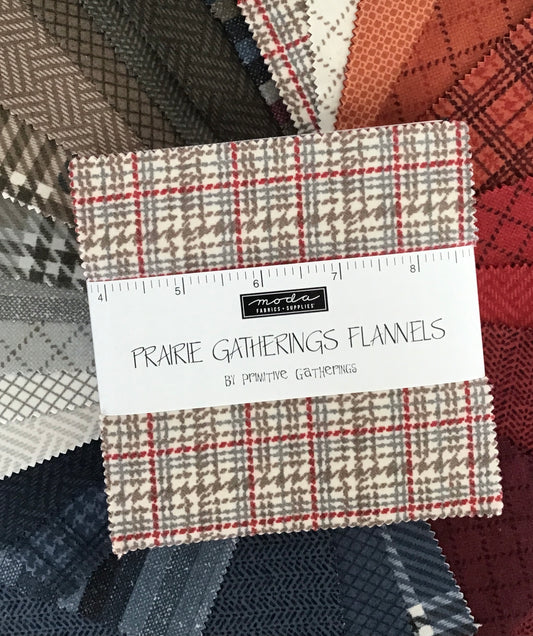 4 5 6 7 8
moda
FABRICS + SUPPLIES
PRAIRIE GATHERINGS FLANNELS
BY PRIMITIVE GATHERINGS